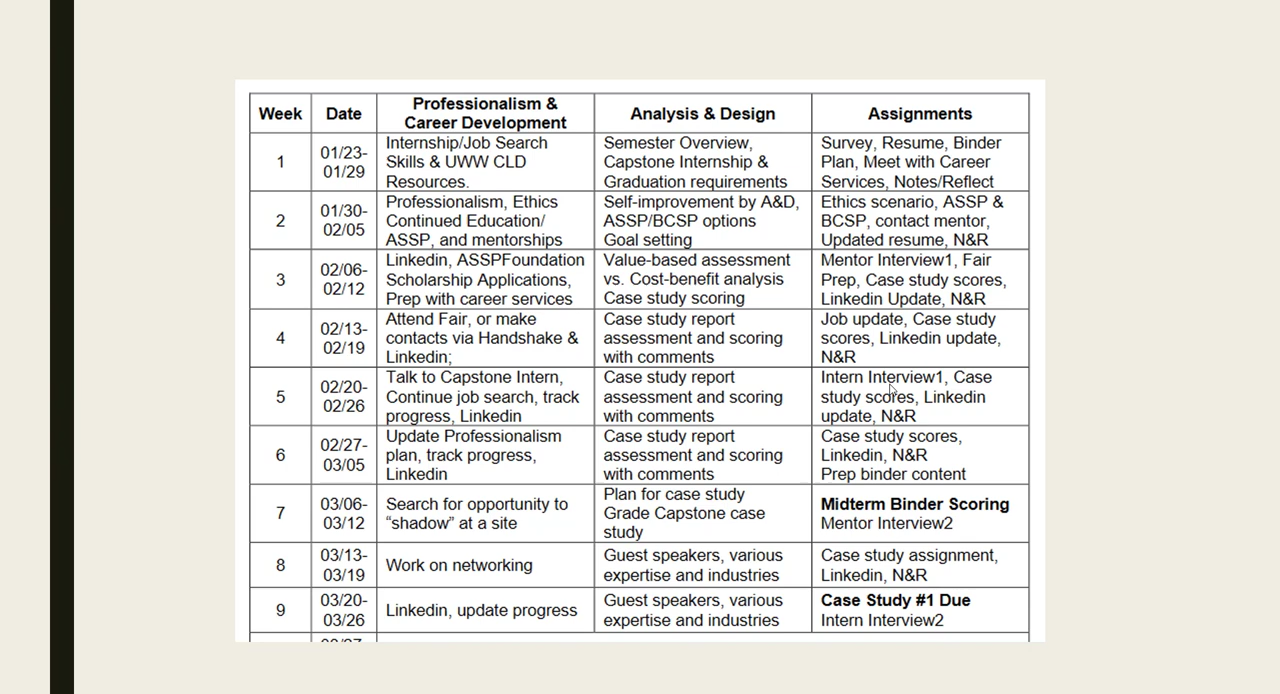 Week Date Professionalism & Career Development Analysis & Design Assignments
1 01/23-01/29 Internship/Job Search Skills & UWW CLD Resources. Semester Overview, Capstone Internship & Graduation requirements Survey, Resume, Binder Plan, Meet with Career Services, Notes/Reflect
2 01/30-02/05 Professionalism, Ethics Continued Education/ ASSP, and mentorships Self-improvement by A&D, ASSP/BCSP options Goal setting Ethics scenario, ASSP & BCSP, contact mentor, Updated resume, N&R
3 02/06-02/12 Linkedin, ASSPFoundation Scholarship Applications, Prep with career services Value-based assessment vs. Cost-benefit analysis Case study scoring Mentor Interview1, Fair Prep, Case study scores, Linkedin Update, N&R
4 02/13-02/19 Attend Fair, or make contacts via Handshake & Linkedin; Case study report assessment and scoring with comments Job update, Case study scores, Linkedin update, N&R
5 02/20-02/26 Talk to Capstone Intern, Continue job search, track progress, Linkedin Case study report assessment and scoring with comments Intern Interview1, Case study scores, Linkedin update, N&R
6 02/27-03/05 Update Professionalism plan, track progress, Linkedin Case study report assessment and scoring with comments Case study scores, Linkedin, N&R Prep binder content
7 03/06-03/12 Search for opportunity to “shadow” at a site Plan for case study Grade Capstone case study Midterm Binder Scoring Mentor Interview2
8 03/13-03/19 Work on networking Guest speakers, various expertise and industries Case study assignment, Linkedin, N&R
9 03/20-03/26 Linkedin, update progress Guest speakers, various expertise and industries Case Study #1 Due Intern Interview2